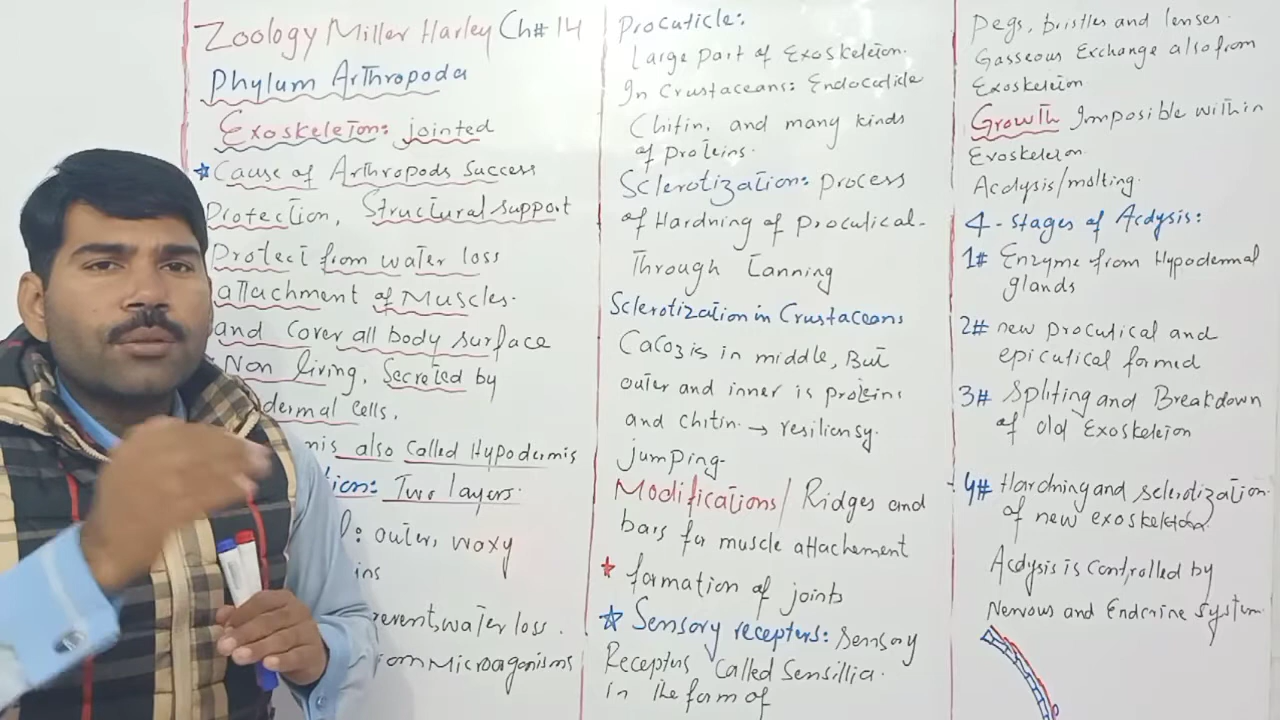 Zoology Miller Harley Ch# 14
Phylum Arthropoda
Exoskeleton: jointed
Cause of Arthropods Success
Protection, Structural support
Protect from water loss
attachment of Muscles.
and cover all body surface
Non living, Secreted by
dermal cells.
mis also Called Hypodermis
Two layers.
outer, waxy
ins
water loss.
Microaganisms
Procuticle:
Large part of Exoskeleton.
In Crustaceans: Endocuticle
Chitin, and many kinds
of proteins.
Sclerotization: process
of Hardning of procutical-
Through Tanning
Sclerotization in Crustaceans
CaCO3 is in middle, But
outer and inner is proteins
and chitin → resiliensy.
jumping-
Modifications / Ridges and
bars for muscle attachement
formation of joints
Sensory recepters: sensory
Recepters Called Sensillia.
in the form of
Pegs, bristles and lenses.
Gasseous Exchange also from
Exoskeleton
Growth Imposible within
Exoskeleton.
Acdysis/molting.
4-Stages of Acdysis:
1# Enzyme from Hypodermal
glands
2# new procutical and
epicutical formed
3# Spliting and Breakdown
of old Exoskeleton
4# Hardning and sclerotization.
of new exoskeleton
Acdysis is Controlled by
Nervous and Endcrine System.